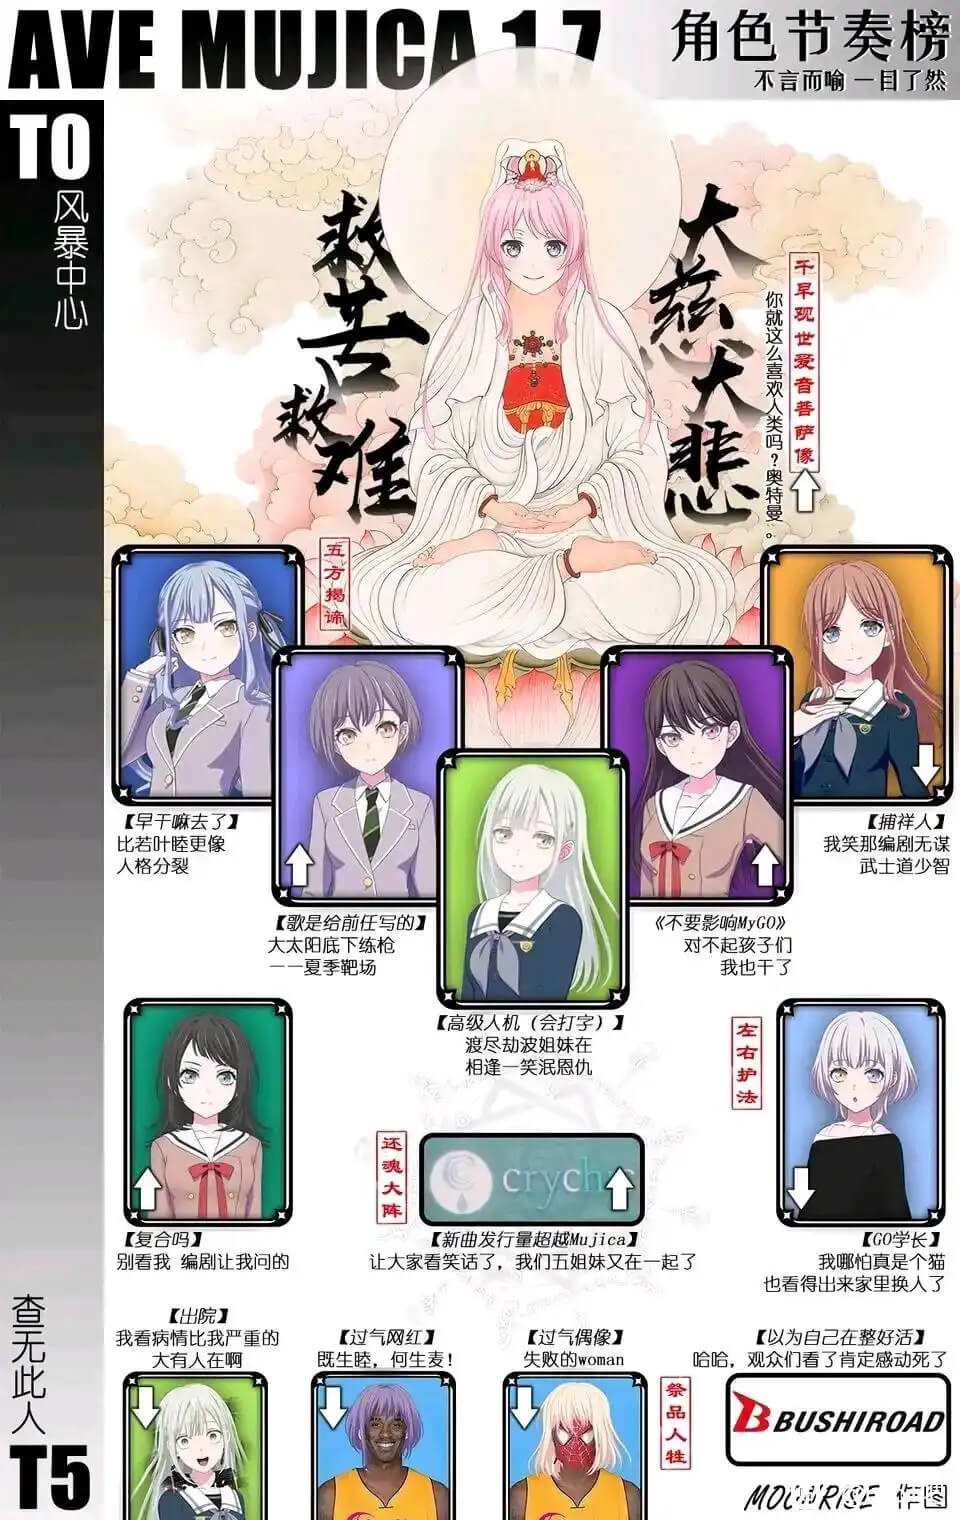 AVE MUJICA 1.7
角色节奏榜
不言而喻 一目了然
T0
风暴中心
救苦救难
大慈大悲
千早观世爱音菩萨像
你就这么喜欢人类吗？奥特曼。
五方揭谛
【早干嘛去了】
比若叶睦更像
人格分裂
【歌是给前任写的】
大太阳底下练枪
——夏季靶场
【高级人机（会打字）】
渡尽劫波姐妹在
相逢一笑泯恩仇
《不要影响MyGO》
对不起孩子们
我也干了
【捕祥人】
我笑那编剧无谋
武士道少智
左右护法
【复合吗】
别看我 编剧让我问的
还魂大阵
crychic
【新曲发行量超越Mujica】
让大家看笑话了，我们五姐妹又在一起了
【GO学长】
我哪怕真是个猫
也看得出来家里换人了
【出院】
我看病情比我严重的
大有人在啊
【过气网红】
既生睦，何生麦！
【过气偶像】
失败的woman
祭品人牲
【以为自己在整好活】
哈哈，观众们看了肯定感动死了
BUSHIROAD
查无此人
T5
MOONRISE 作图